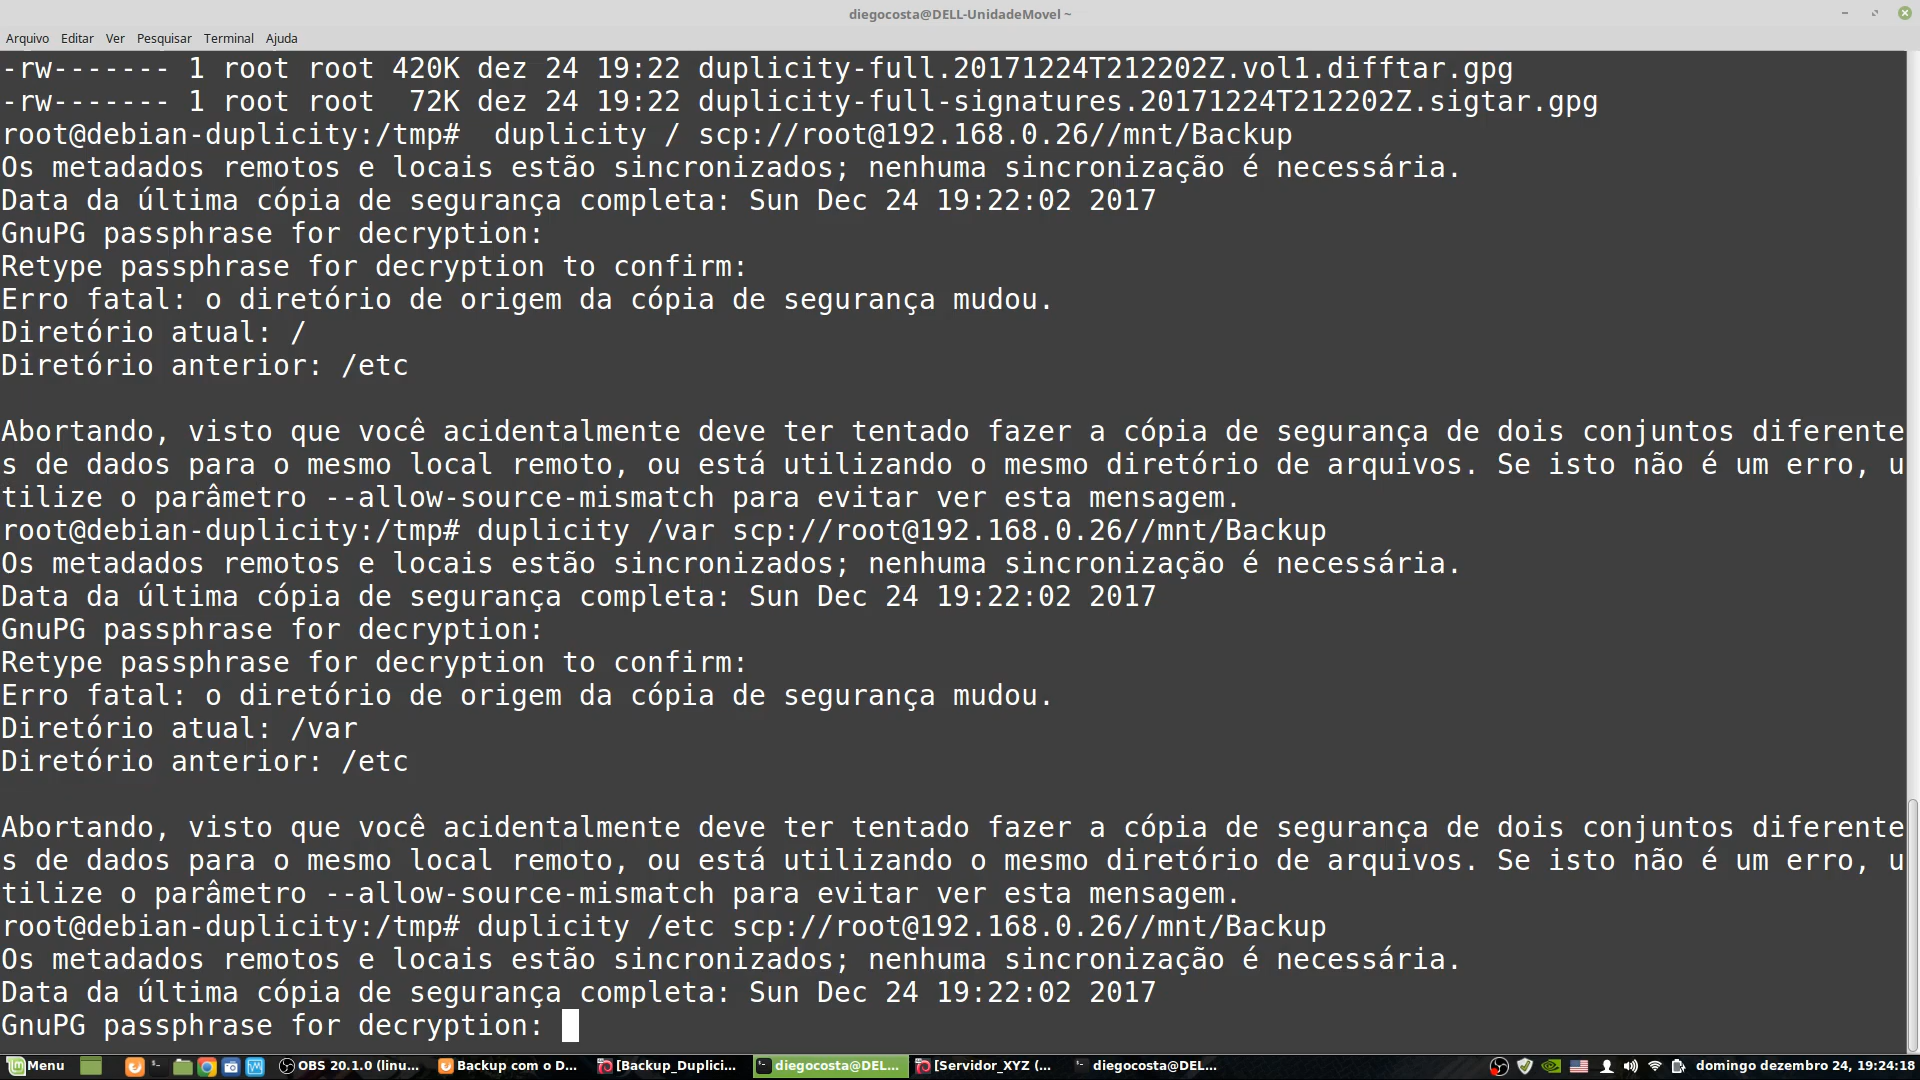 diegocosta@DELL-UnidadeMovel ~
Arquivo Editar Ver Pesquisar Terminal Ajuda
-rw------- 1 root root 420K dez 24 19:22 duplicity-full.20171224T212202Z.vol1.difftar.gpg
-rw------- 1 root root  72K dez 24 19:22 duplicity-full-signatures.20171224T212202Z.sigtar.gpg
root@debian-duplicity:/tmp#  duplicity / scp://root@192.168.0.26//mnt/Backup
Os metadados remotos e locais estão sincronizados; nenhuma sincronização é necessária.
Data da última cópia de segurança completa: Sun Dec 24 19:22:02 2017
GnuPG passphrase for decryption:
Retype passphrase for decryption to confirm:
Erro fatal: o diretório de origem da cópia de segurança mudou.
Diretório atual: /
Diretório anterior: /etc
Abortando, visto que você acidentalmente deve ter tentado fazer a cópia de segurança de dois conjuntos diferente
s de dados para o mesmo local remoto, ou está utilizando o mesmo diretório de arquivos. Se isto não é um erro, u
tilize o parâmetro --allow-source-mismatch para evitar ver esta mensagem.
root@debian-duplicity:/tmp# duplicity /var scp://root@192.168.0.26//mnt/Backup
Os metadados remotos e locais estão sincronizados; nenhuma sincronização é necessária.
Data da última cópia de segurança completa: Sun Dec 24 19:22:02 2017
GnuPG passphrase for decryption:
Retype passphrase for decryption to confirm:
Erro fatal: o diretório de origem da cópia de segurança mudou.
Diretório atual: /var
Diretório anterior: /etc
Abortando, visto que você acidentalmente deve ter tentado fazer a cópia de segurança de dois conjuntos diferente
s de dados para o mesmo local remoto, ou está utilizando o mesmo diretório de arquivos. Se isto não é um erro, u
tilize o parâmetro --allow-source-mismatch para evitar ver esta mensagem.
root@debian-duplicity:/tmp# duplicity /etc scp://root@192.168.0.26//mnt/Backup
Os metadados remotos e locais estão sincronizados; nenhuma sincronização é necessária.
Data da última cópia de segurança completa: Sun Dec 24 19:22:02 2017
GnuPG passphrase for decryption:
Menu OBS 20.1.0 (linu... Backup com o D... [Backup_Duplici... diegocosta@DEL... [Servidor_XYZ (... diegocosta@DEL... domingo dezembro 24, 19:24:18